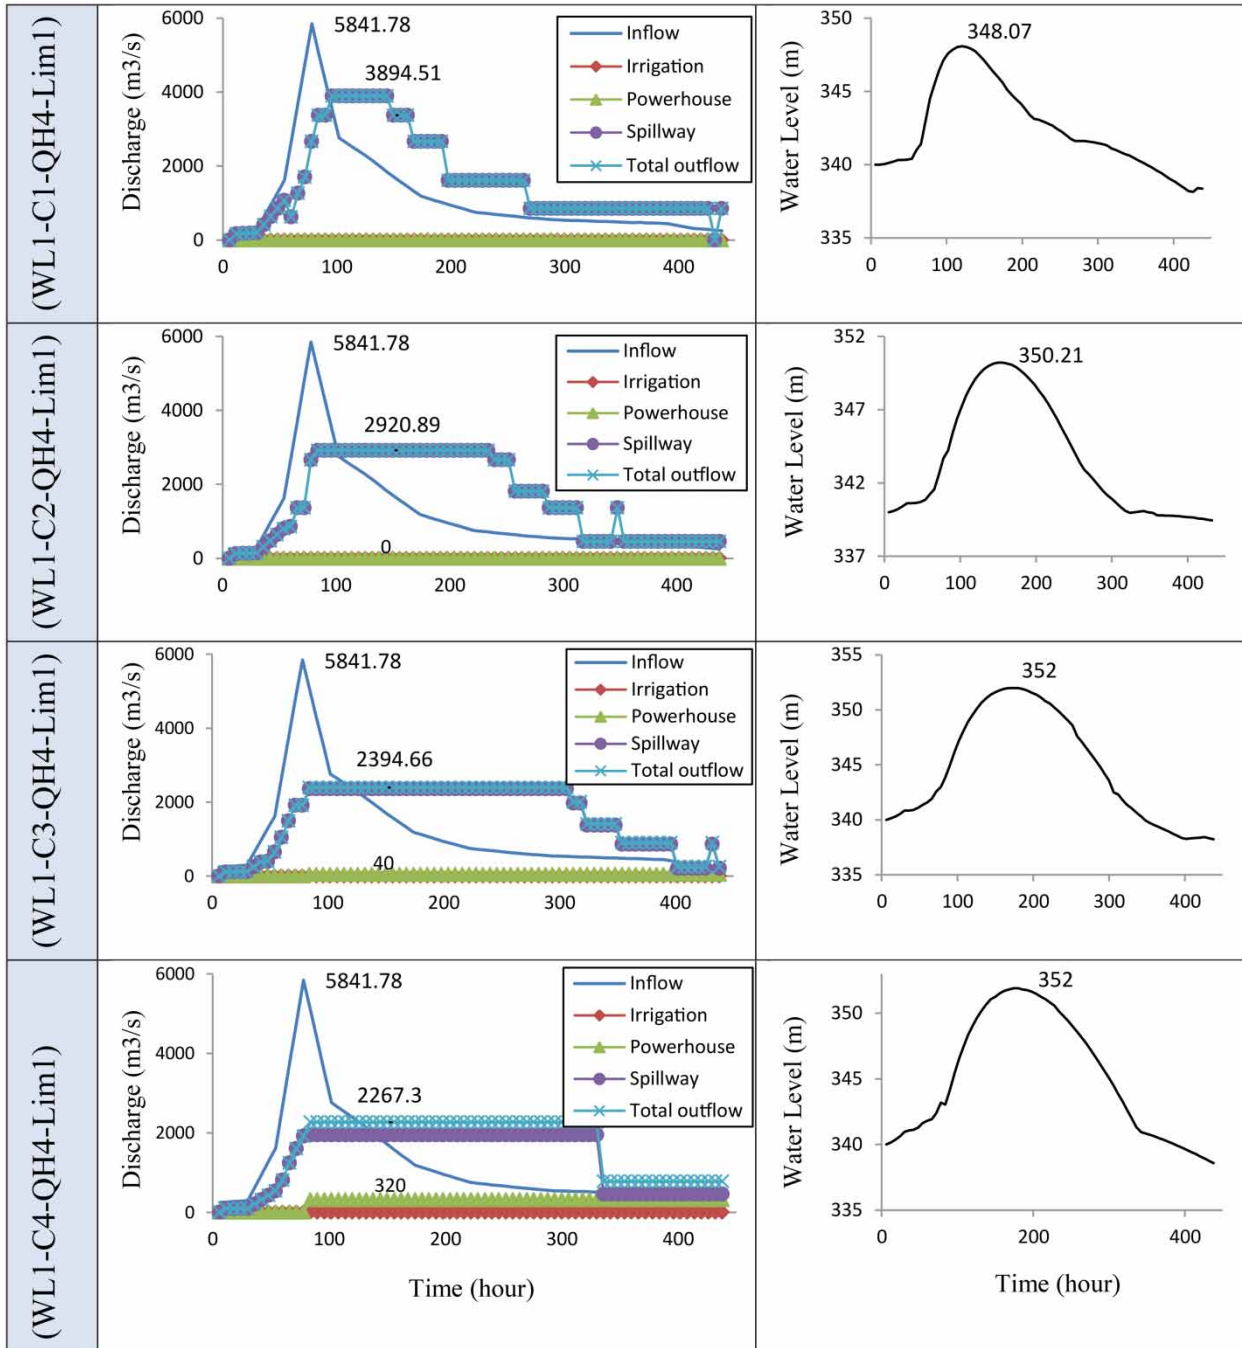 (WL1-C1-QH4-Lim1)
Discharge (m3/s)
6000
4000
2000
0
0 100 200 300 400
5841.78
3894.51
Inflow
Irrigation
Powerhouse
Spillway
Total outflow
Water Level (m)
350
345
340
335
0 100 200 300 400
348.07
(WL1-C2-QH4-Lim1)
Discharge (m3/s)
6000
4000
2000
0
0 100 200 300 400
5841.78
2920.89
0
Inflow
Irrigation
Powerhouse
Spillway
Total outflow
Water Level (m)
352
347
342
337
0 100 200 300 400
350.21
(WL1-C3-QH4-Lim1)
Discharge (m3/s)
6000
4000
2000
0
0 100 200 300 400
5841.78
2394.66
40
Inflow
Irrigation
Powerhouse
Spillway
Total outflow
Water Level (m)
355
350
345
340
335
0 100 200 300 400
352
(WL1-C4-QH4-Lim1)
Discharge (m3/s)
6000
4000
2000
0
0 100 200 300 400
5841.78
2267.3
320
Inflow
Irrigation
Powerhouse
Spillway
Total outflow
Time (hour)
Water Level (m)
350
345
340
335
0 200 400
352
Time (hour)